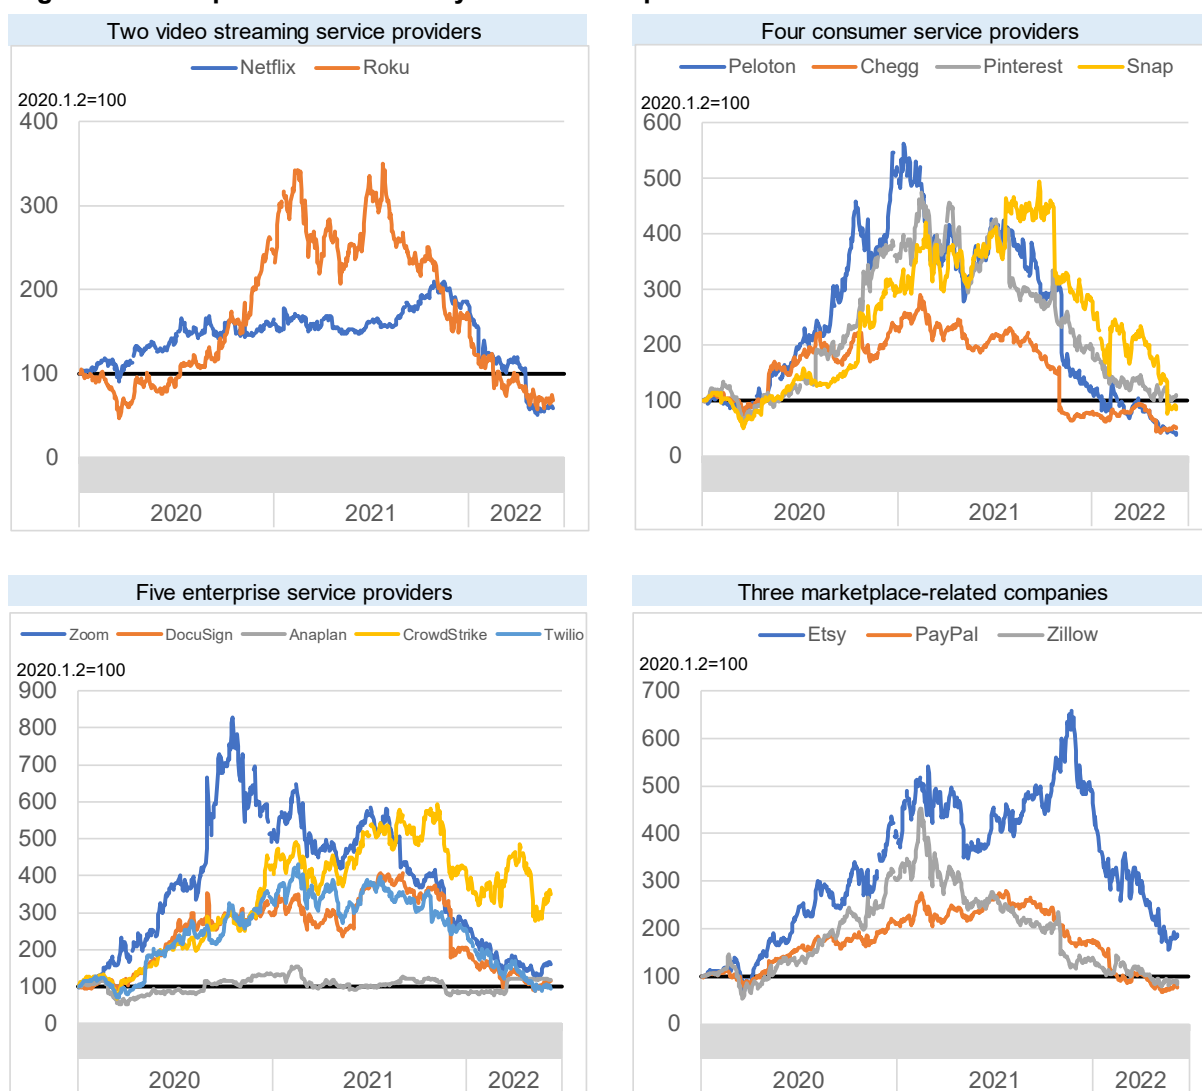 Two video streaming service providers
Netflix Roku
2020.1.2=100
400
300
200
100
0
2020 2021 2022
Four consumer service providers
Peloton Chegg Pinterest Snap
2020.1.2=100
600
500
400
300
200
100
0
2020 2021 2022
Five enterprise service providers
Zoom DocuSign Anaplan CrowdStrike Twilio
2020.1.2=100
900
800
700
600
500
400
300
200
100
0
2020 2021 2022
Three marketplace-related companies
Etsy PayPal Zillow
2020.1.2=100
700
600
500
400
300
200
100
0
2020 2021 2022